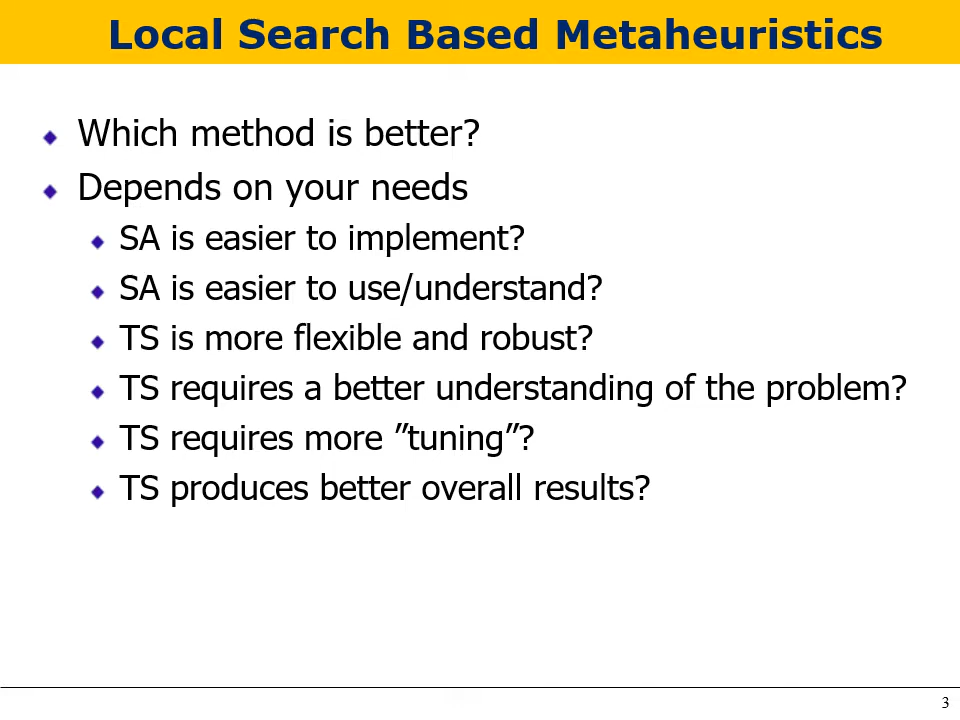 Local Search Based Metaheuristics
Which method is better?
Depends on your needs
SA is easier to implement?
SA is easier to use/understand?
TS is more flexible and robust?
TS requires a better understanding of the problem?
TS requires more ”tuning”?
TS produces better overall results?
3